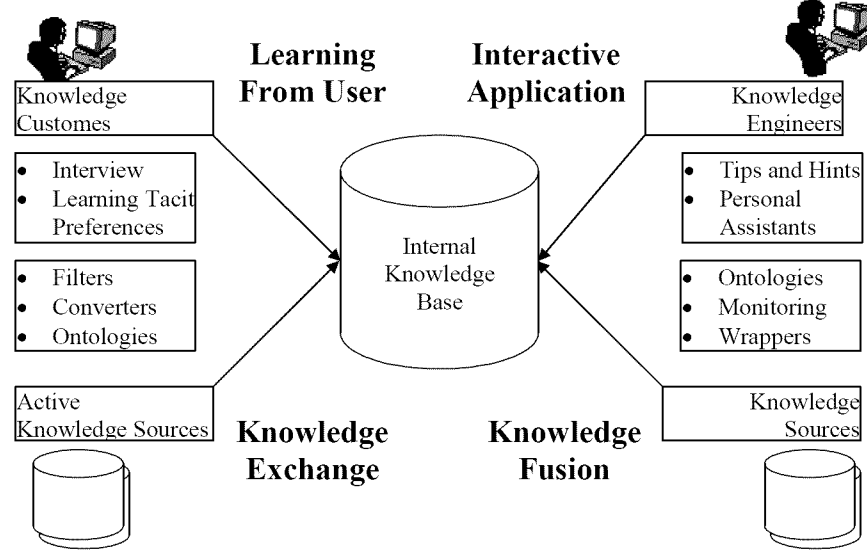 Learning
From User
Interactive
Application
Knowledge
Customes
Knowledge
Engineers
• Interview
• Learning Tacit
Preferences
• Tips and Hints
• Personal
Assistants
Internal
Knowledge
Base
• Filters
• Converters
• Ontologies
• Ontologies
• Monitoring
• Wrappers
Active
Knowledge Sources
Knowledge
Sources
Knowledge
Exchange
Knowledge
Fusion